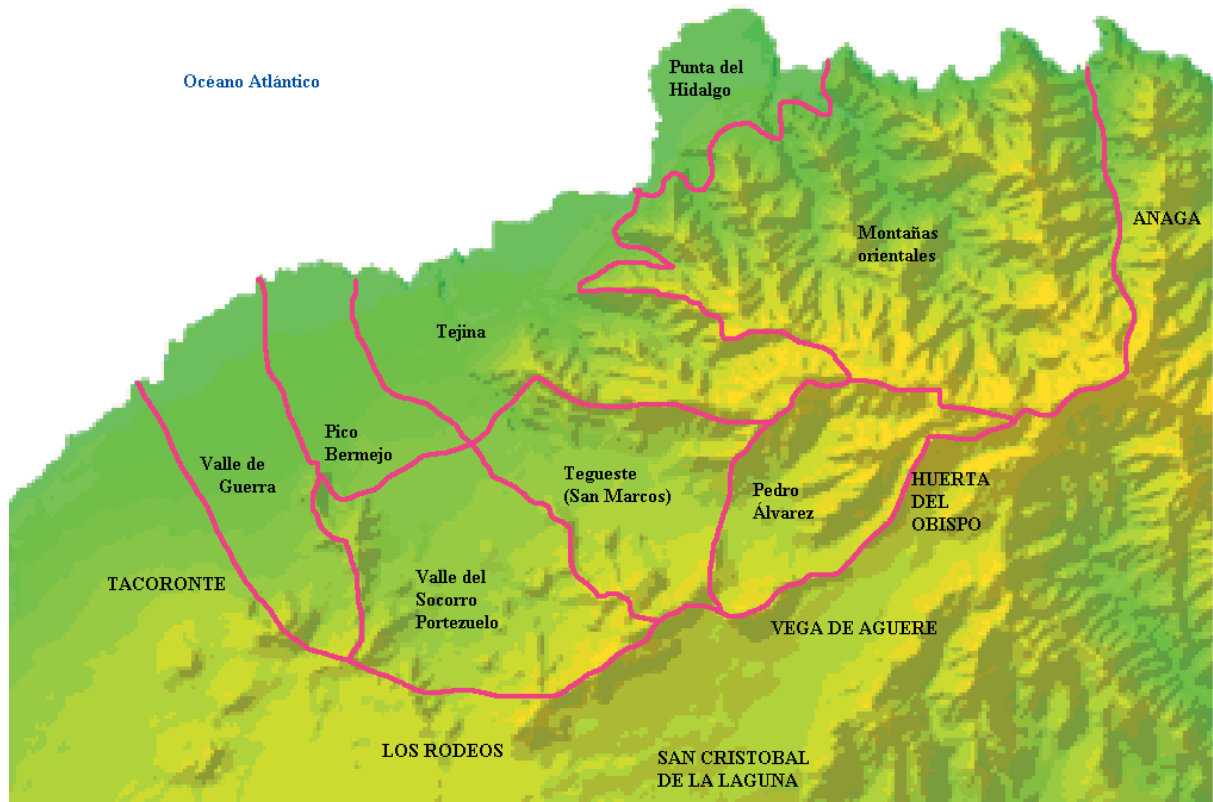 Punta del
Hidalgo
Océano Atlántico
ANAGA
Montañas
orientales
Tejina
Pico
Bermejo
Valle de
Guerra
Tegueste
(San Marcos)
Pedro
Álvarez
HUERTA
DEL
OBISPO
TACORONTE
Valle del
Socorro
Portezuelo
VEGA DE AGUERE
LOS RODEOS
SAN CRISTOBAL
DE LA LAGUNA